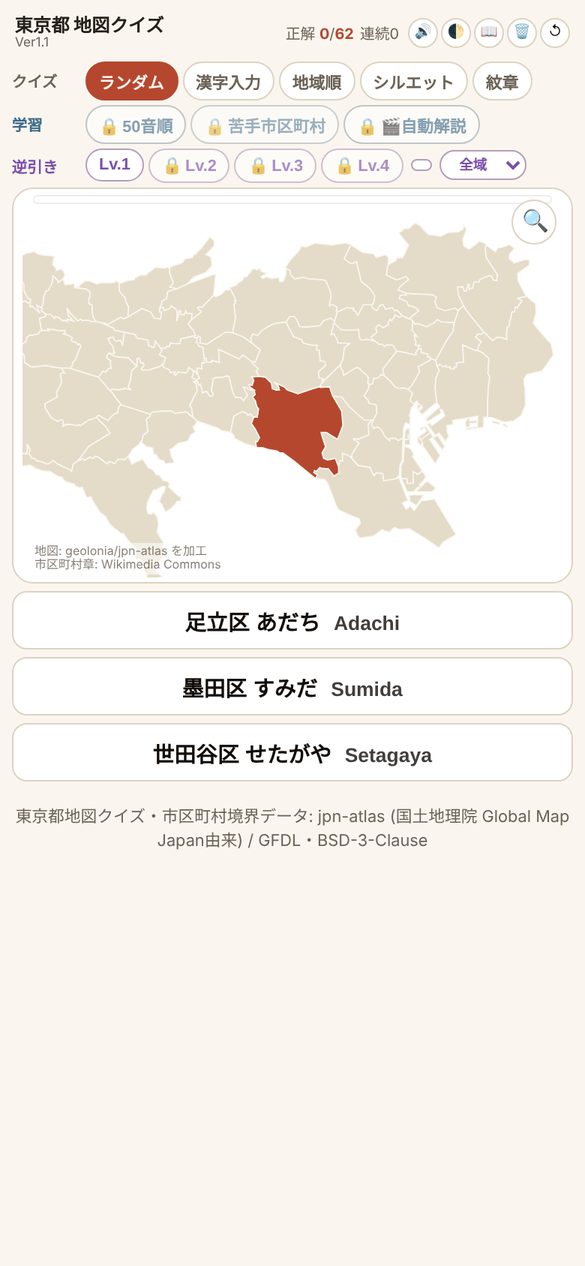 東京都 地図クイズ
Ver1.1
正解 0/62 連続0
クイズ ランダム 漢字入力 地域順 シルエット 紋章
学習 50音順 苦手市区町村 自動解説
逆引き Lv.1 Lv.2 Lv.3 Lv.4 全域
地図: geolonia/jpn-atlas を加工
市区町村章: Wikimedia Commons
足立区 あだち Adachi
墨田区 すみだ Sumida
世田谷区 せたがや Setagaya
東京都地図クイズ・市区町村境界データ: jpn-atlas (国土地理院 Global Map
Japan由来) / GFDL・BSD-3-Clause